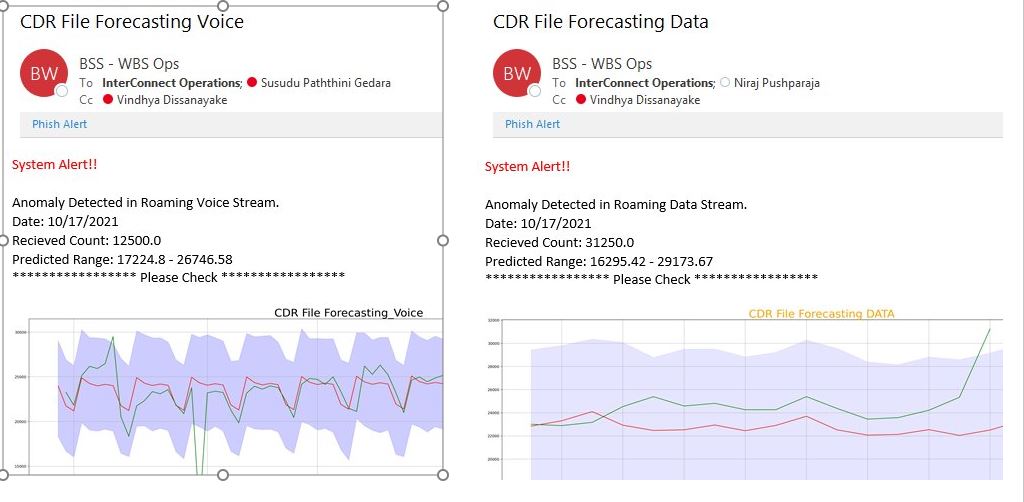 CDR File Forecasting Voice
BW
BSS - WBS Ops
To InterConnect Operations; Susudu Paththini Gedara
Cc Vindhya Dissanayake
Phish Alert
System Alert!!
Anomaly Detected in Roaming Voice Stream.
Date: 10/17/2021
Recieved Count: 12500.0
Predicted Range: 17224.8 - 26746.58
***************** Please Check *****************
CDR File Forecasting_Voice
30000
25000
20000
15000
CDR File Forecasting Data
BW
BSS - WBS Ops
To InterConnect Operations; Niraj Pushparaja
Cc Vindhya Dissanayake
Phish Alert
System Alert!!
Anomaly Detected in Roaming Data Stream.
Date: 10/17/2021
Recieved Count: 31250.0
Predicted Range: 16295.42 - 29173.67
***************** Please Check *****************
CDR File Forecasting DATA
32000
30000
28000
26000
24000
22000
20000